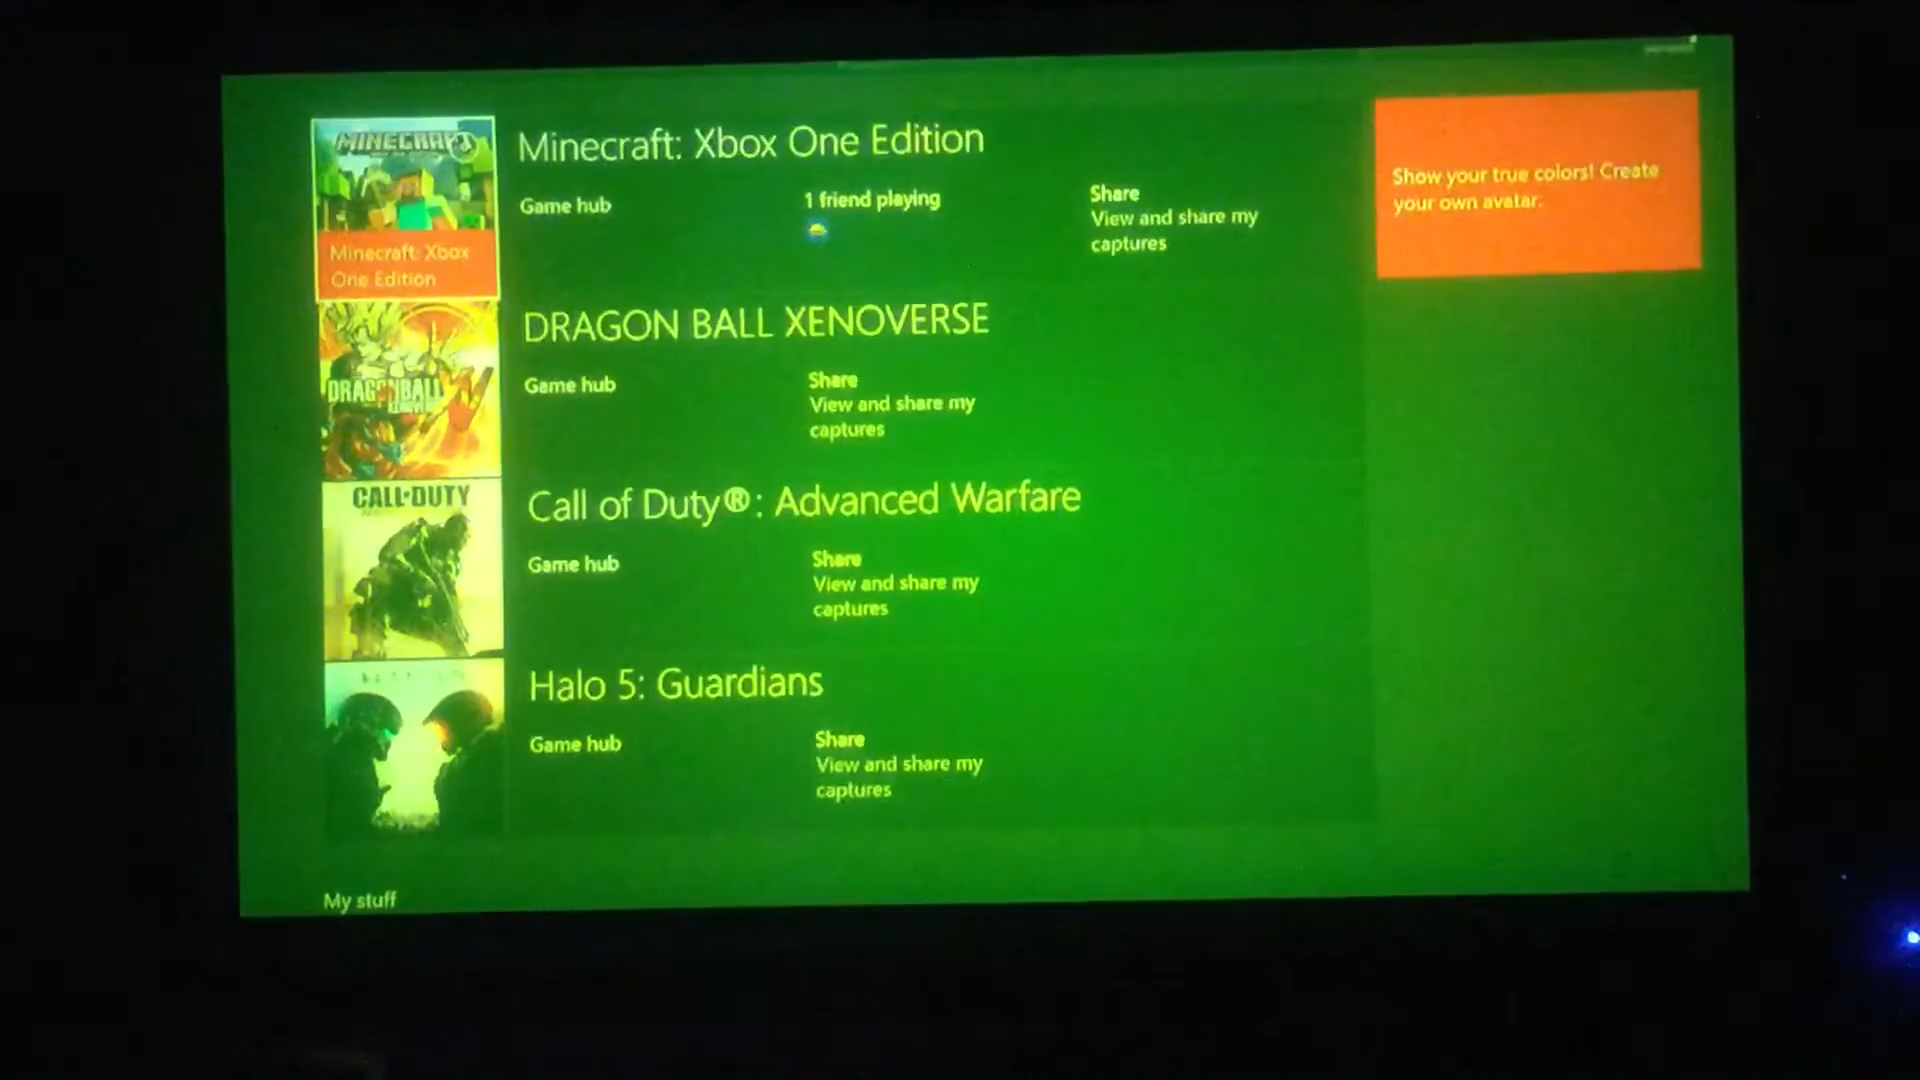 MINECRAFT
Minecraft: Xbox
One Edition
Minecraft: Xbox One Edition
Game hub
1 friend playing
Share
View and share my
captures
Show your true colors! Create
your own avatar.
DRAGON BALL
DRAGON BALL XENOVERSE
Game hub
Share
View and share my
captures
CALL OF DUTY
Call of Duty®: Advanced Warfare
Game hub
Share
View and share my
captures
Halo 5: Guardians
Game hub
Share
View and share my
captures
My stuff